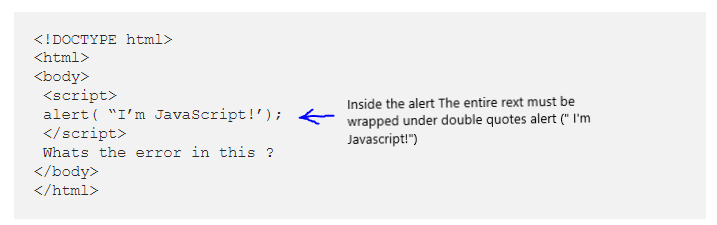 <!DOCTYPE html>
<html>
<body>
<script>
alert( “I’m JavaScript!’);
</script>
Whats the error in this ?
</body>
</html>
Inside the alert The entire rext must be
wrapped under double quotes alert (" I'm
Javascript!")